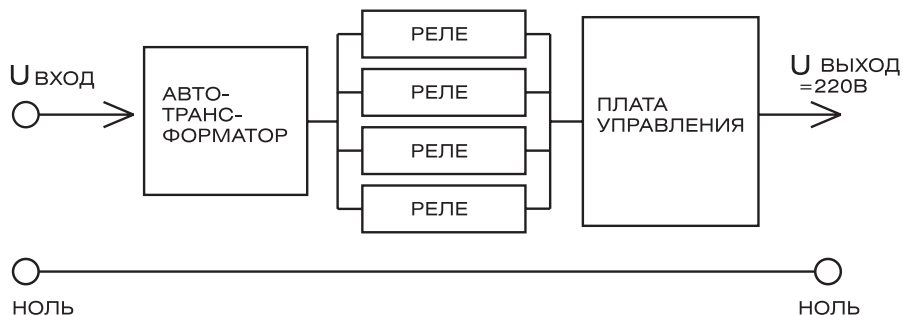 РЕЛЕ
U ВХОД
АВТО-
ТРАНС-
ФОРМАТОР
РЕЛЕ
РЕЛЕ
РЕЛЕ
ПЛАТА
УПРАВЛЕНИЯ
U ВЫХОД
=220В
НОЛЬ
НОЛЬ